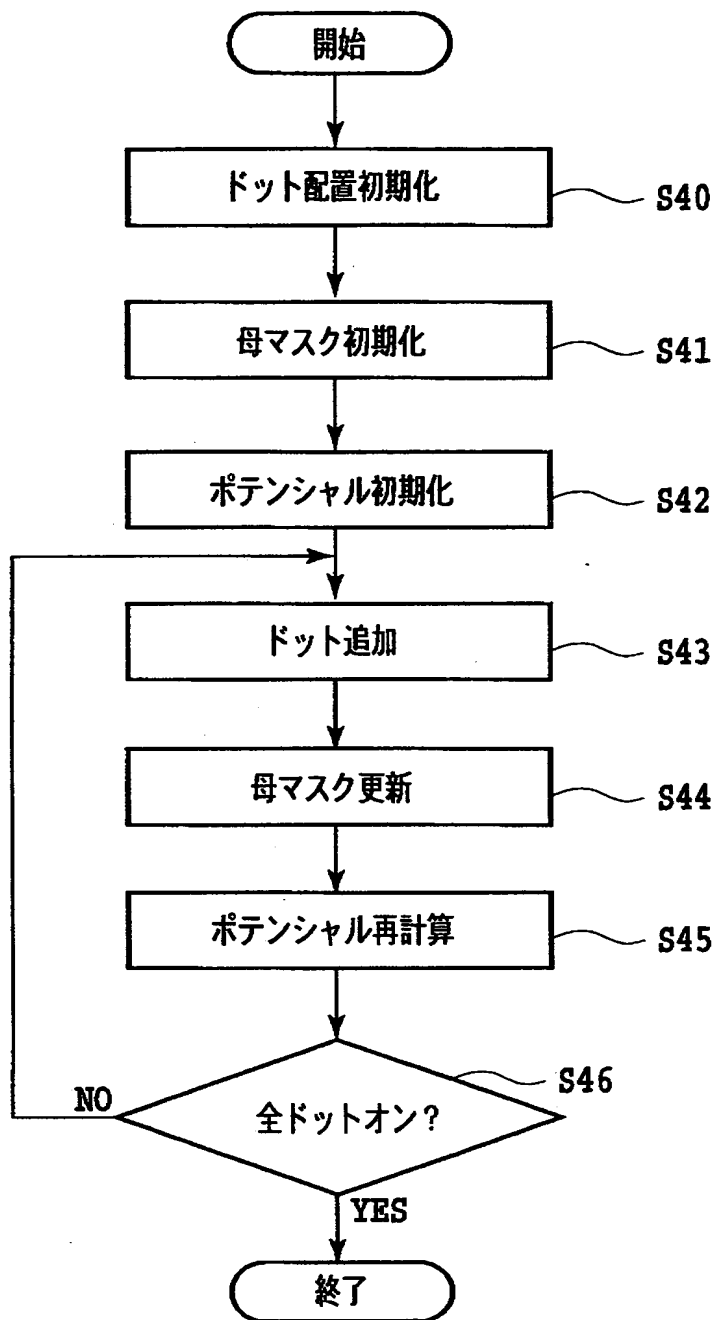 開始
ドット配置初期化
S40
母マスク初期化
S41
ポテンシャル初期化
S42
ドット追加
S43
母マスク更新
S44
ポテンシャル再計算
S45
S46
NO
全ドットオン?
YES
終了